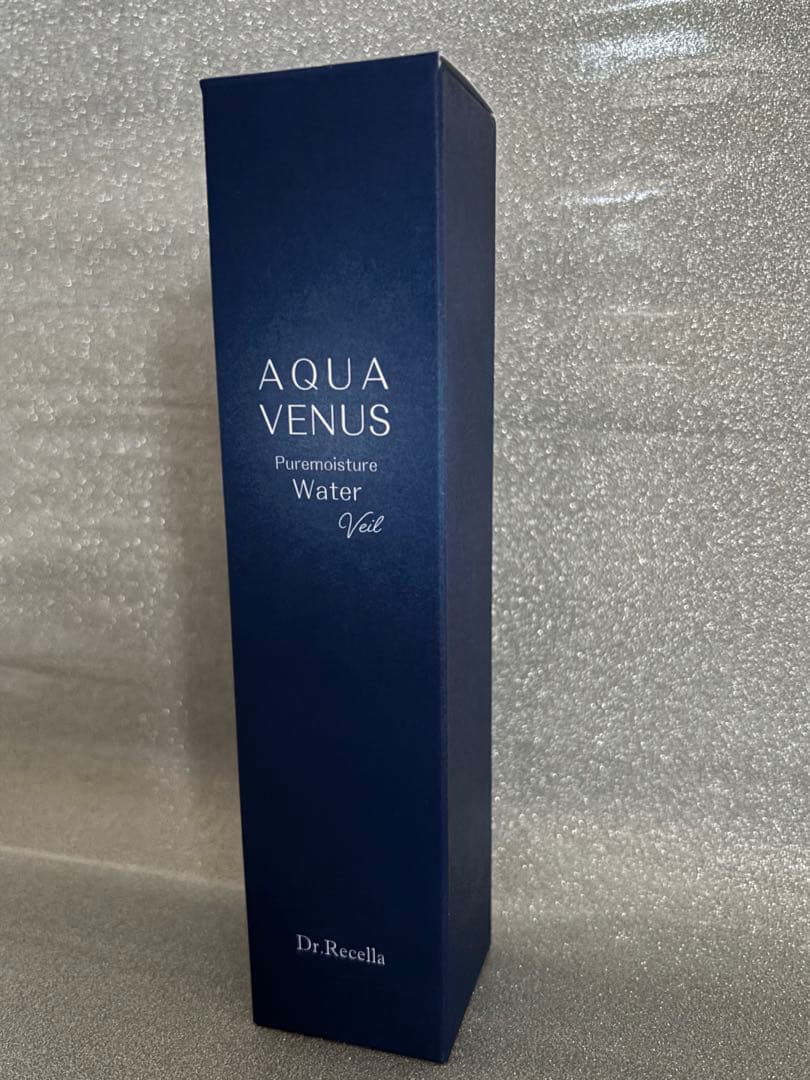 AQUA
VENUS
Puremoisture
Water
Veil
Dr.Recella